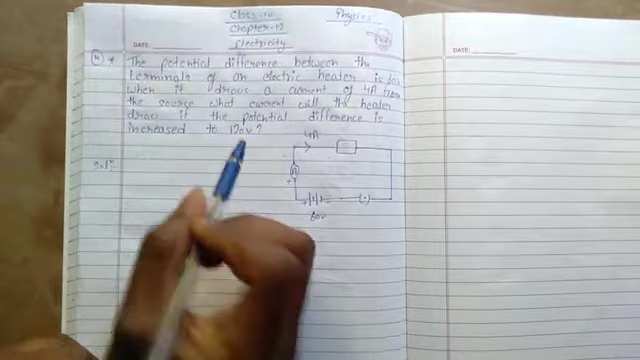 Class-10
Physics
Chapter-12
Electricity
DATE:
DATE:
The potential difference between the
terminals of an electric heater is 60v
when it draws a current of 4A from
the source what current will the heater
draw if the potential difference is
increased to 120v?
4A
Sol:
A
60v